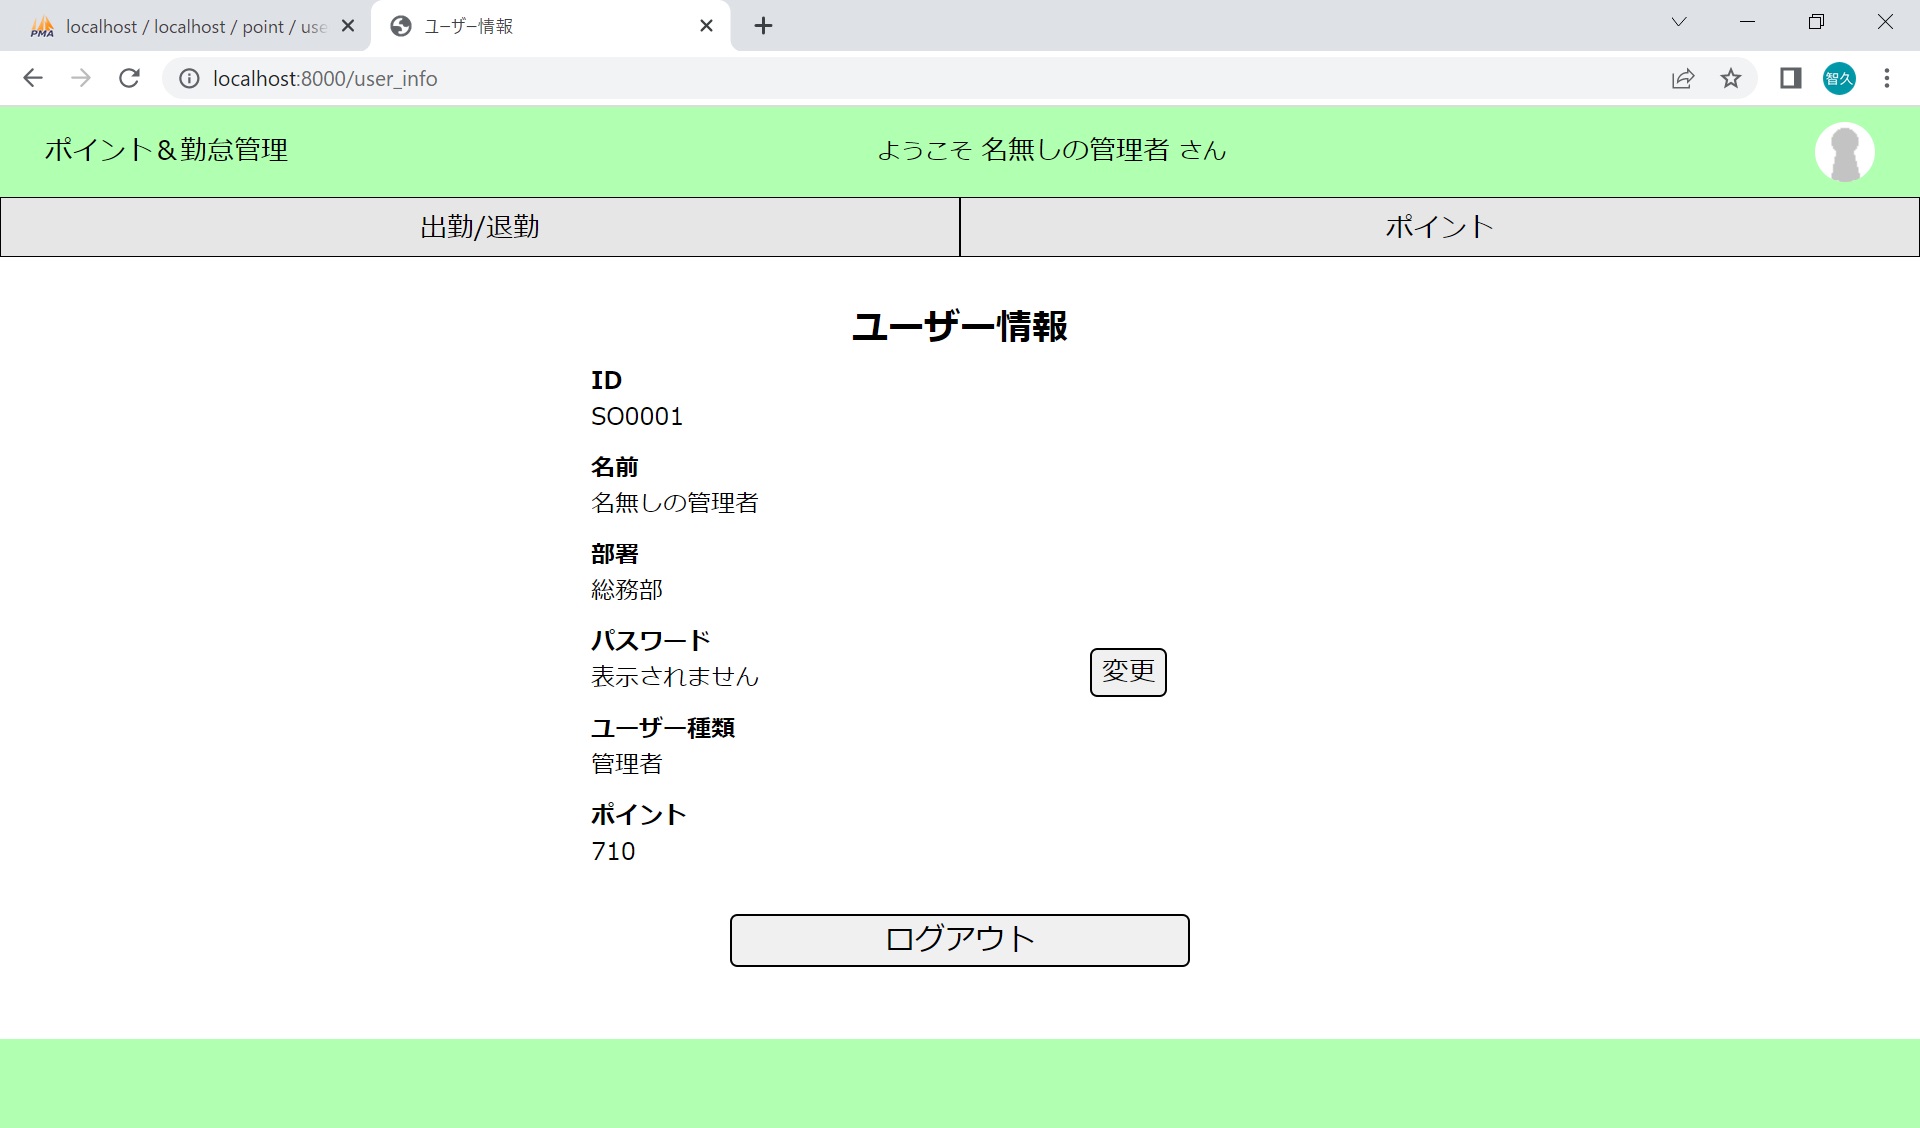 PMA localhost / localhost / point / use
ユーザー情報
localhost:8000/user_info
智久
ポイント＆勤怠管理
ようこそ 名無しの管理者 さん
出勤/退勤
ポイント
ユーザー情報
ID
SO0001
名前
名無しの管理者
部署
総務部
パスワード
表示されません
変更
ユーザー種類
管理者
ポイント
710
ログアウト